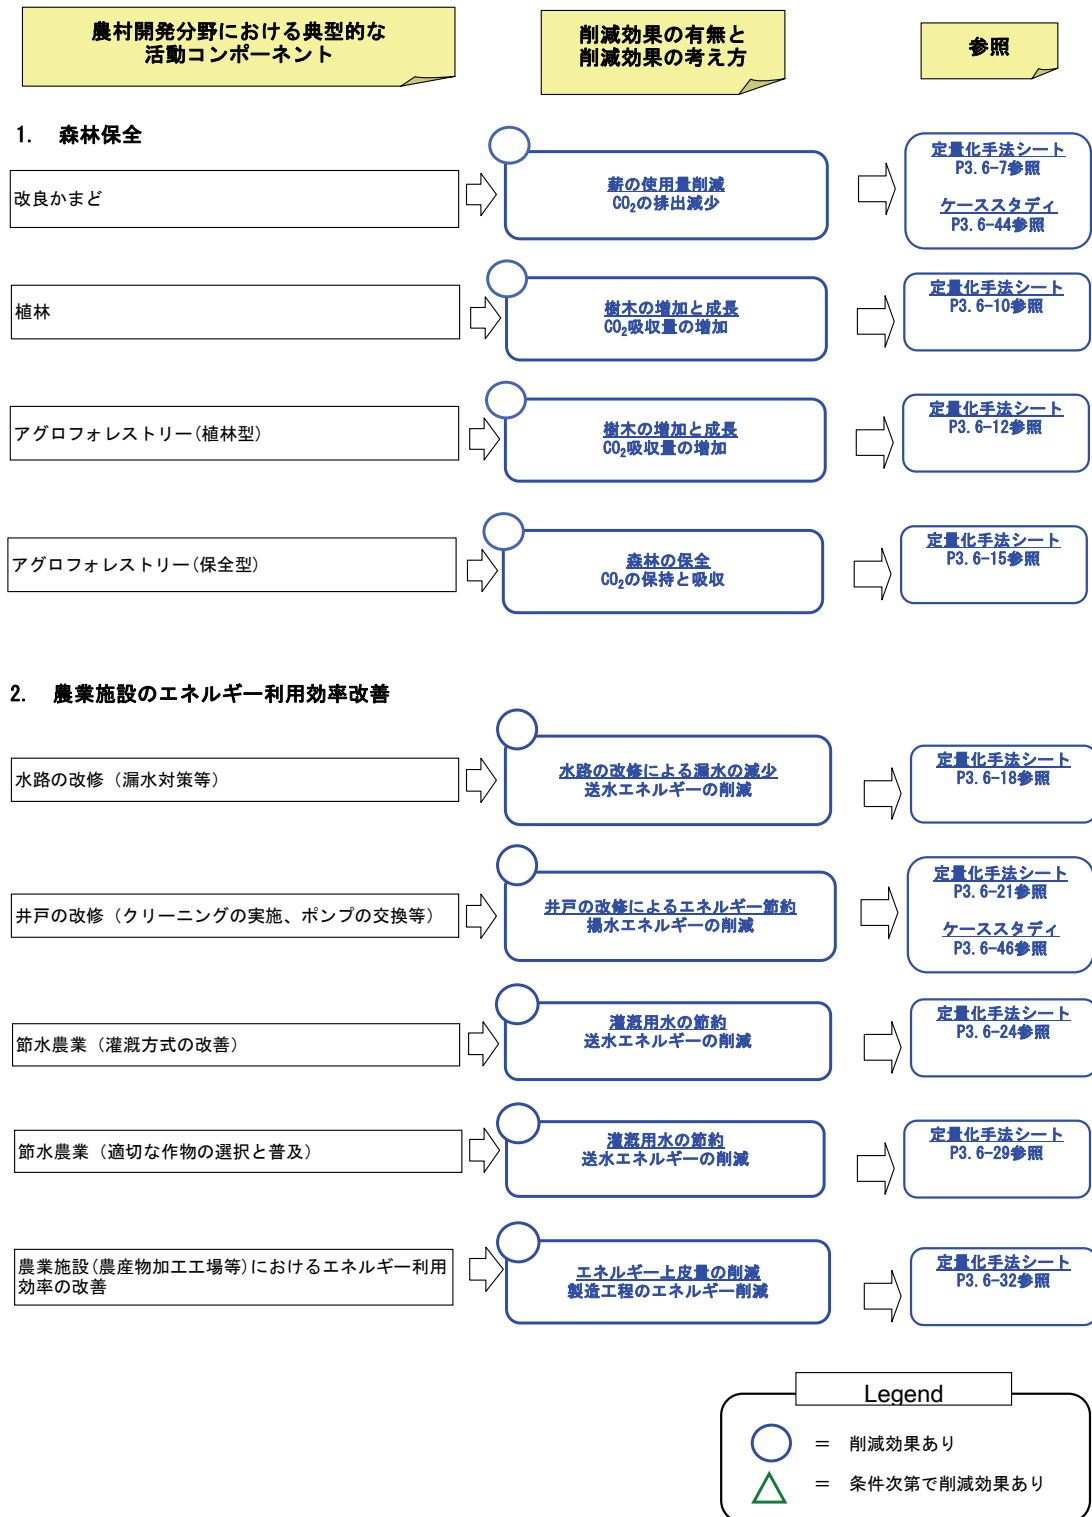 農村開発分野における典型的な
活動コンポーネント
削減効果の有無と
削減効果の考え方
参照
1. 森林保全
改良かまど
薪の使用量削減
CO₂の排出減少
定量化手法シート
P3.6-7参照
ケーススタディ
P3.6-44参照
植林
樹木の増加と成長
CO₂吸収量の増加
定量化手法シート
P3.6-10参照
アグロフォレストリー(植林型)
樹木の増加と成長
CO₂吸収量の増加
定量化手法シート
P3.6-12参照
アグロフォレストリー(保全型)
森林の保全
CO₂の保持と吸収
定量化手法シート
P3.6-15参照
2. 農業施設のエネルギー利用効率改善
水路の改修（漏水対策等）
水路の改修による漏水の減少
送水エネルギーの削減
定量化手法シート
P3.6-18参照
井戸の改修（クリーニングの実施、ポンプの交換等）
井戸の改修によるエネルギー節約
揚水エネルギーの削減
定量化手法シート
P3.6-21参照
ケーススタディ
P3.6-46参照
節水農業（灌漑方式の改善）
灌漑用水の節約
送水エネルギーの削減
定量化手法シート
P3.6-24参照
節水農業（適切な作物の選択と普及）
灌漑用水の節約
送水エネルギーの削減
定量化手法シート
P3.6-29参照
農業施設(農産物加工工場等)におけるエネルギー利用
効率の改善
エネルギー上皮量の削減
製造工程のエネルギー削減
定量化手法シート
P3.6-32参照
Legend
＝ 削減効果あり
＝ 条件次第で削減効果あり